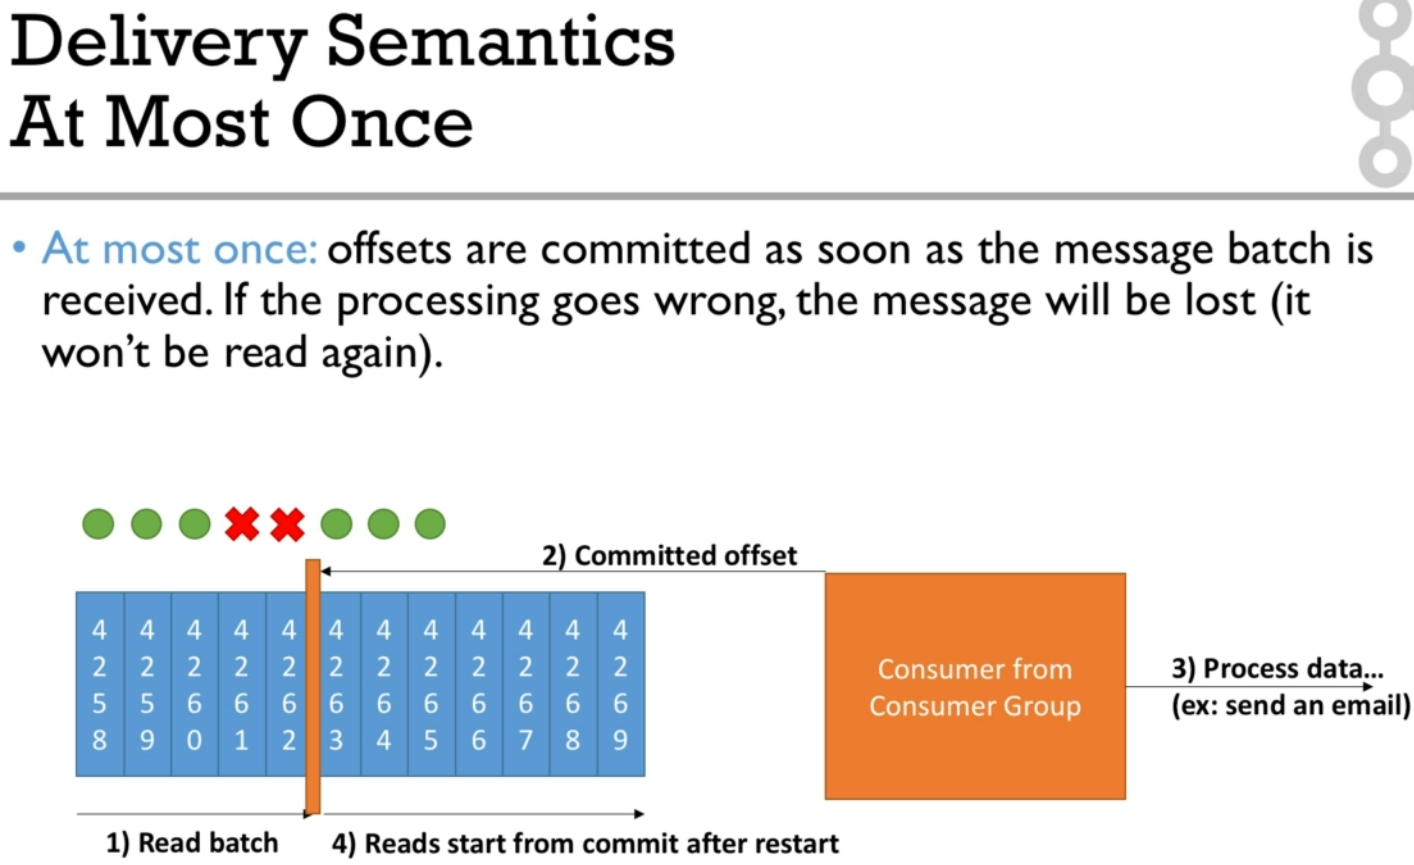 Delivery Semantics
At Most Once
• At most once: offsets are committed as soon as the message batch is
received. If the processing goes wrong, the message will be lost (it
won't be read again).
2) Committed offset
4258 4259 4260 4261 4262 4263 4264 4265 4266 4267 4268 4269
Consumer from
Consumer Group
3) Process data...
(ex: send an email)
1) Read batch
4) Reads start from commit after restart